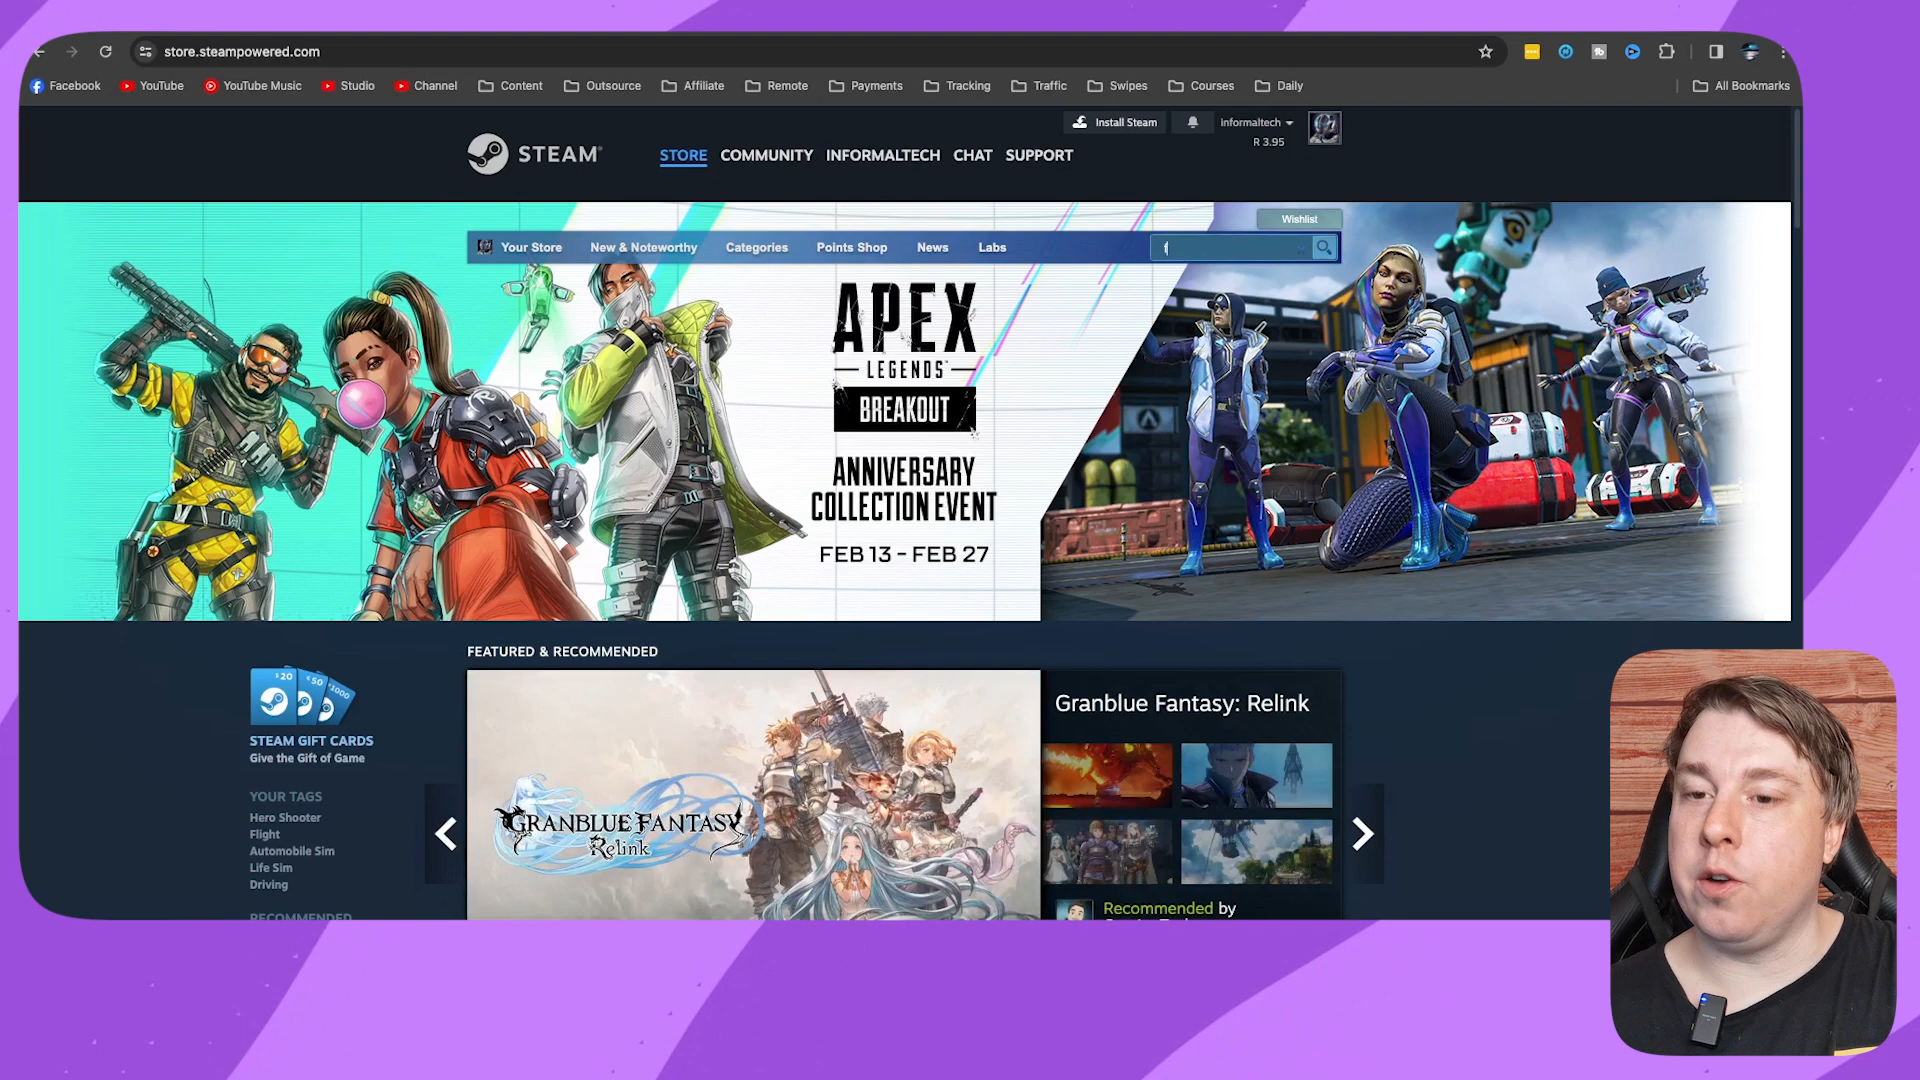 store.steampowered.com
Facebook YouTube YouTube Music Studio Channel Content Outsource Affiliate Remote Payments Tracking Traffic Swipes Courses Daily All Bookmarks
Install Steam informaltech
R 3.95
STEAM
STORE COMMUNITY INFORMALTECH CHAT SUPPORT
Wishlist
Your Store New & Noteworthy Categories Points Shop News Labs f
APEX
LEGENDS
BREAKOUT
ANNIVERSARY
COLLECTION EVENT
FEB 13 - FEB 27
FEATURED & RECOMMENDED
$20 €50 1000
STEAM GIFT CARDS
Give the Gift of Game
YOUR TAGS
Hero Shooter
Flight
Automobile Sim
Life Sim
Driving
RECOMMENDED
GRANBLUE FANTASY
Relink
Granblue Fantasy: Relink
Recommended by